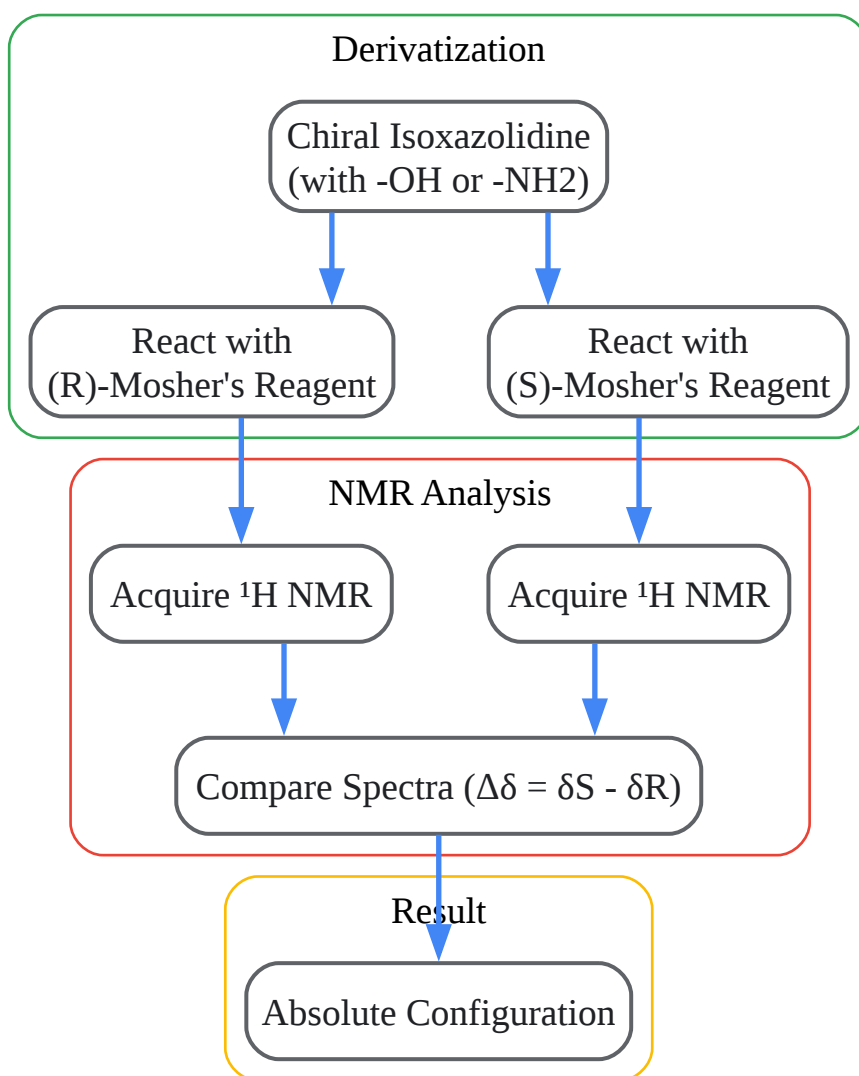 Derivatization
Chiral Isoxazolidine
(with -OH or -NH2)
React with
(R)-Mosher's Reagent
React with
(S)-Mosher's Reagent
NMR Analysis
Acquire ¹H NMR
Acquire ¹H NMR
Compare Spectra (Δδ = δS - δR)
Result
Absolute Configuration